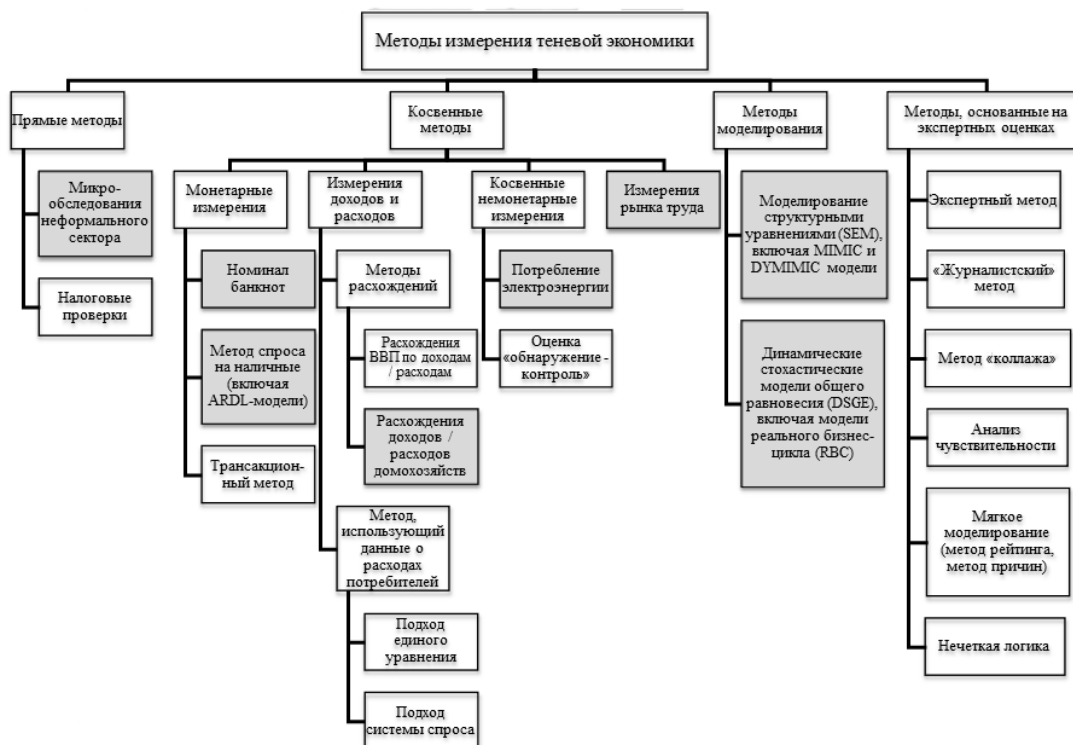 Методы измерения теневой экономики
Прямые методы
Микро-
обследования
неформального
сектора
Налоговые
проверки
Косвенные
методы
Монетарные
измерения
Номинал
банкнот
Метод спроса
на наличные
(включая
ARDL-модели)
Трансакцион-
ный метод
Измерения
доходов и
расходов
Методы
расхождений
Расхождения
ВВП по доходам
/ расходам
Расхождения
доходов /
расходов
домохозяйств
Метод,
использующий
данные о
расходах
потребителей
Подход
единого
уравнения
Подход
системы спроса
Косвенные
немонетарные
измерения
Потребление
электроэнергии
Оценка
«обнаружение -
контроль»
Измерения
рынка труда
Методы
моделирования
Моделирование
структурными
уравнениями (SEM),
включая MIMIC и
DYMIMIC модели
Динамические
стохастические
модели общего
равновесия (DSGE),
включая модели
реального бизнес-
цикла (RBC)
Методы, основанные на
экспертных оценках
Экспертный метод
«Журналистский»
метод
Метод «коллажа»
Анализ
чувствительности
Мягкое
моделирование
(метод рейтинга,
метод причин)
Нечеткая логика